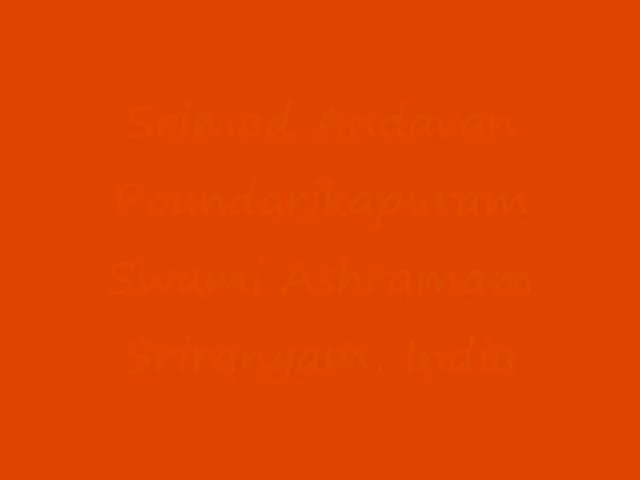 Srimad Andavan
Poundarikapuram
Swami Ashramam
Srirangam, India